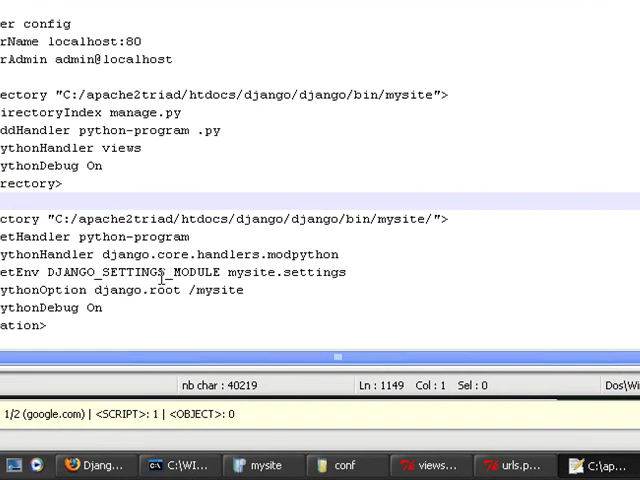 er config
rName localhost:80
rAdmin admin@localhost
ectory "C:/apache2triad/htdocs/django/django/bin/mysite">
irectoryIndex manage.py
ddHandler python-program .py
ythonHandler views
ythonDebug On
rectory>
ctory "C:/apache2triad/htdocs/django/django/bin/mysite/">
etHandler python-program
ythonHandler django.core.handlers.modpython
etEnv DJANGO_SETTINGS_MODULE mysite.settings
ythonOption django.root /mysite
ythonDebug On
ation>
nb char : 40219 Ln : 1149 Col : 1 Sel : 0 Dos\Wi
1/2 (google.com) | <SCRIPT>: 1 | <OBJECT>: 0
Djang... C:\WI... mysite conf views... urls.p... C:\ap...